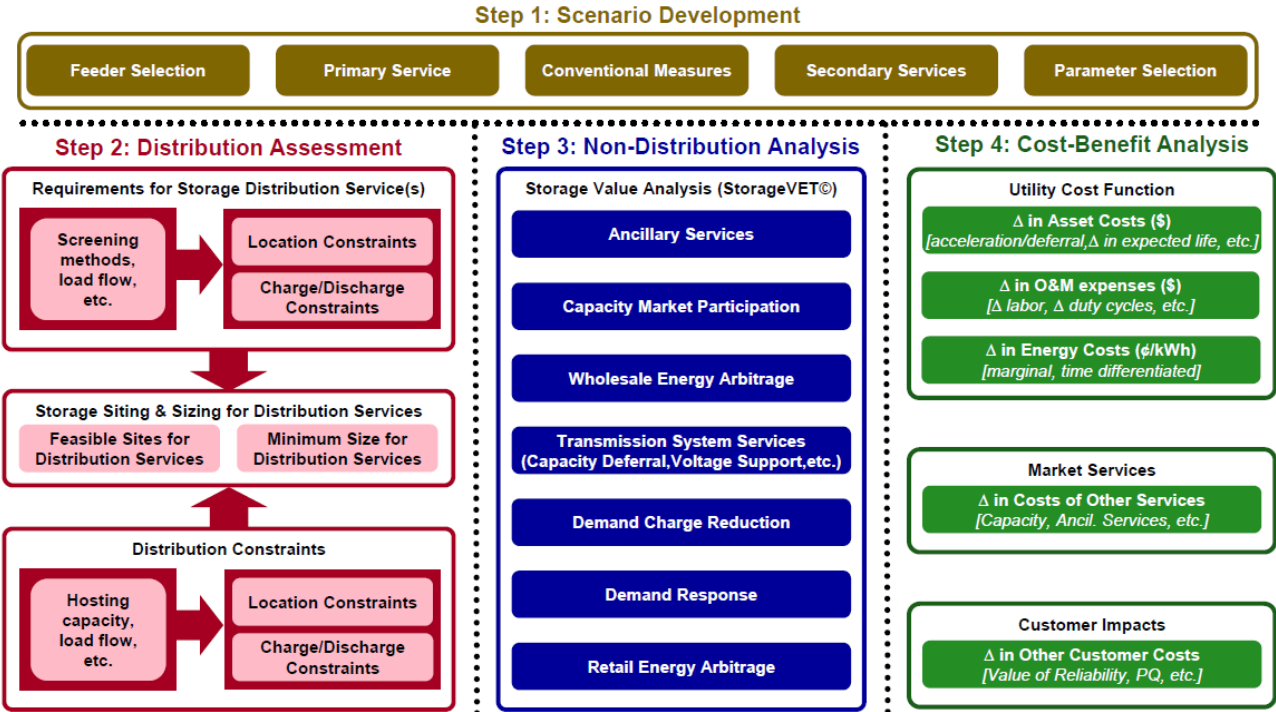 Step 1: Scenario Development
Feeder Selection
Primary Service
Conventional Measures
Secondary Services
Parameter Selection
Step 2: Distribution Assessment
Requirements for Storage Distribution Service(s)
Screening
methods,
load flow,
etc.
Location Constraints
Charge/Discharge
Constraints
Storage Siting & Sizing for Distribution Services
Feasible Sites for
Distribution Services
Minimum Size for
Distribution Services
Distribution Constraints
Hosting
capacity,
load flow,
etc.
Location Constraints
Charge/Discharge
Constraints
Step 3: Non-Distribution Analysis
Storage Value Analysis (StorageVET©)
Ancillary Services
Capacity Market Participation
Wholesale Energy Arbitrage
Transmission System Services
(Capacity Deferral,Voltage Support,etc.)
Demand Charge Reduction
Demand Response
Retail Energy Arbitrage
Step 4: Cost-Benefit Analysis
Utility Cost Function
Δ in Asset Costs ($)
[acceleration/deferral,Δ in expected life, etc.]
Δ in O&M expenses ($)
[Δ labor, Δ duty cycles, etc.]
Δ in Energy Costs (¢/kWh)
[marginal, time differentiated]
Market Services
Δ in Costs of Other Services
[Capacity, Ancil. Services, etc.]
Customer Impacts
Δ in Other Customer Costs
[Value of Reliability, PQ, etc.]